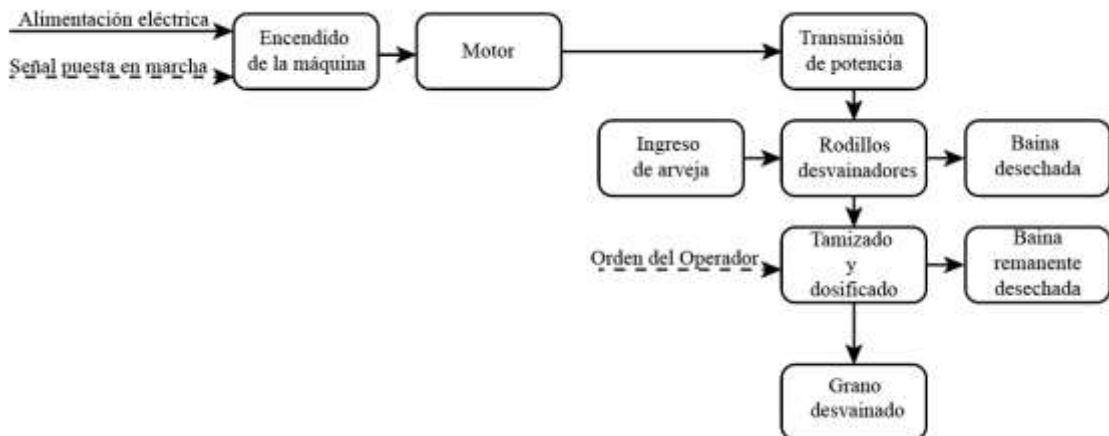 Alimentación eléctrica
Señal puesta en marcha
Encendido
de la máquina
Motor
Transmisión
de potencia
Ingreso
de arveja
Rodillos
desvainadores
Baina
desechada
Orden del Operador
Tamizado
y
dosificado
Baina
remanente
desechada
Grano
desvainado